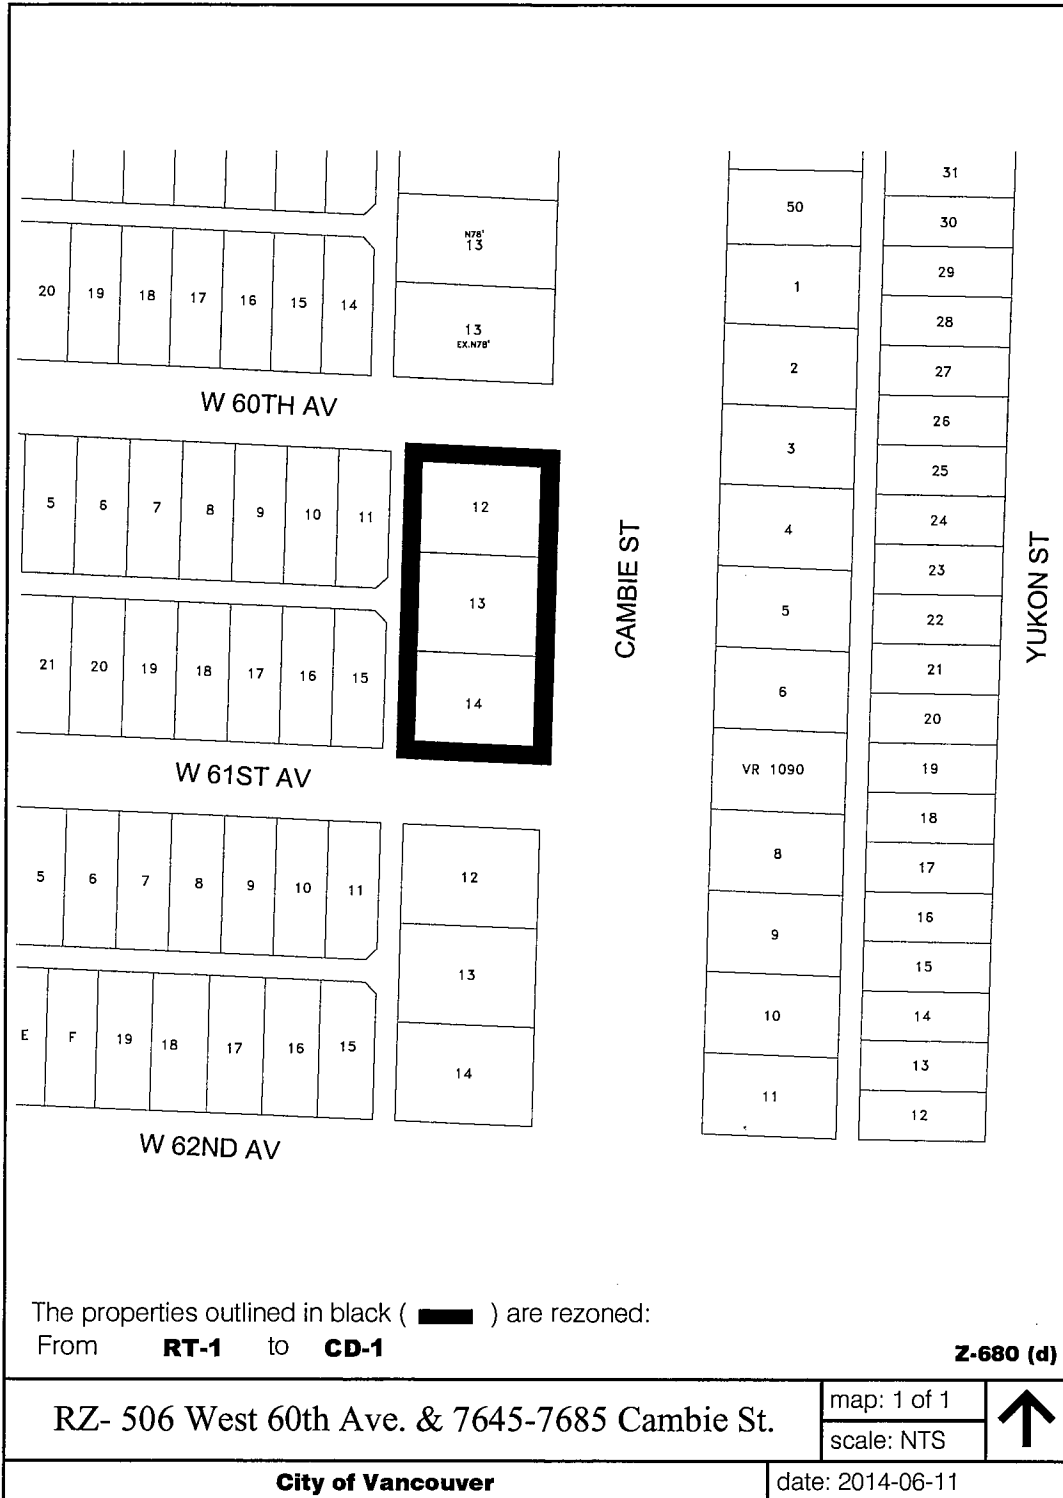 31
50
30
N78'
13
29
1
20 19 18 17 16 15 14
28
13
EX.N78'
2
27
W 60TH AV
26
3
25
5 6 7 8 9 10 11
12
24
4
CAMBIE ST
YUKON ST
23
13
5
22
21 20 19 18 17 16 15
21
6
14
20
W 61ST AV
VR 1090
19
18
5 6 7 8 9 10 11
12
8
17
16
9
13
15
E F 19 18 17 16 15
10
14
14
13
11
12
W 62ND AV
The properties outlined in black ( ) are rezoned:
From RT-1 to CD-1
Z-680 (d)
RZ- 506 West 60th Ave. & 7645-7685 Cambie St.
map: 1 of 1
scale: NTS
City of Vancouver
date: 2014-06-11